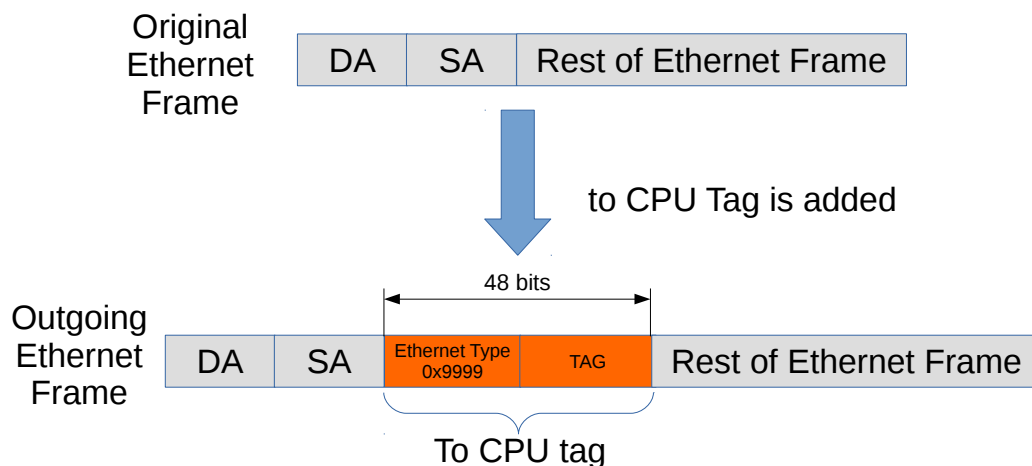 Original
Ethernet
Frame
DA SA Rest of Ethernet Frame
to CPU Tag is added
48 bits
Outgoing
Ethernet
Frame
DA SA Ethernet Type
0x9999 TAG Rest of Ethernet Frame
To CPU tag